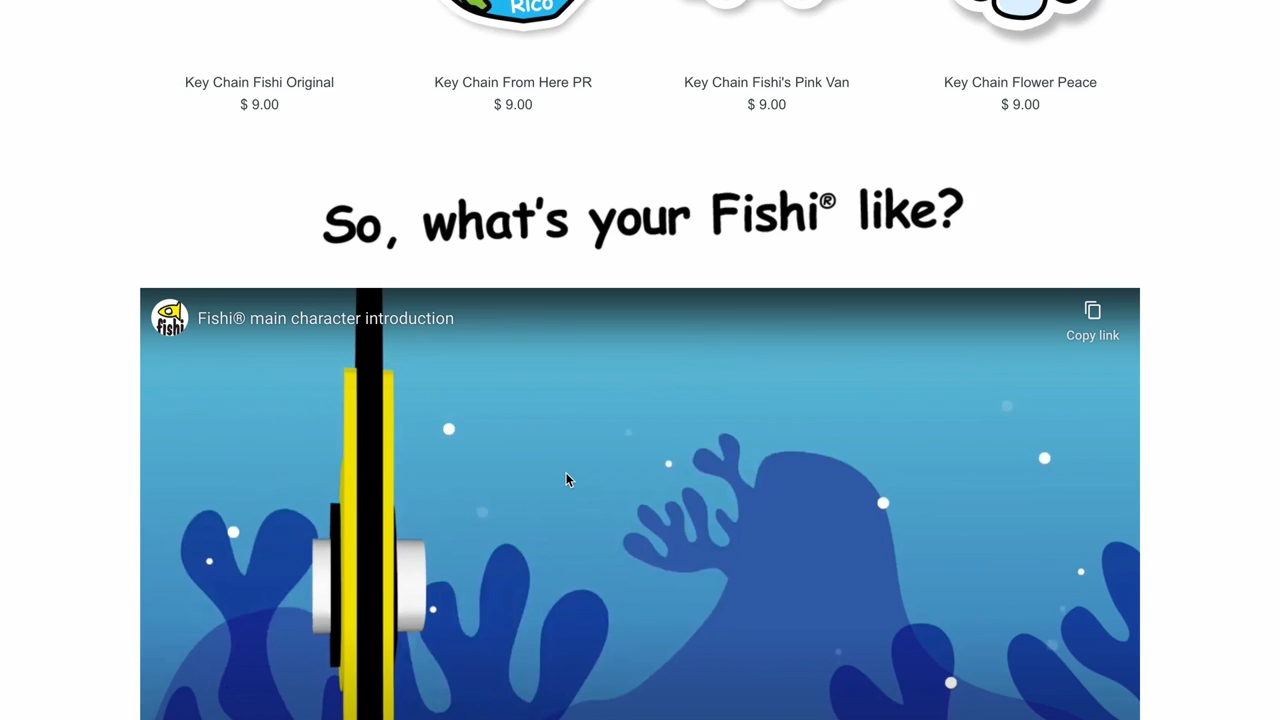 Rico
Key Chain Fishi Original
$ 9.00
Key Chain From Here PR
$ 9.00
Key Chain Fishi's Pink Van
$ 9.00
Key Chain Flower Peace
$ 9.00
So, what's your Fishi® like?
fishi
Fishi® main character introduction
Copy link